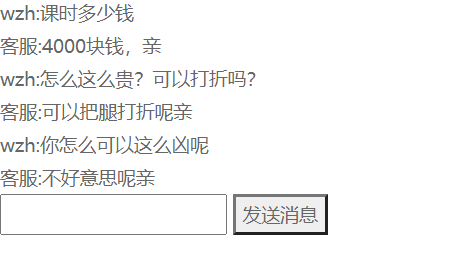 wzh:课时多少钱
客服:4000块钱，亲
wzh:怎么这么贵？可以打折吗？
客服:可以把腿打折呢亲
wzh:你怎么可以这么凶呢
客服:不好意思呢亲
发送消息